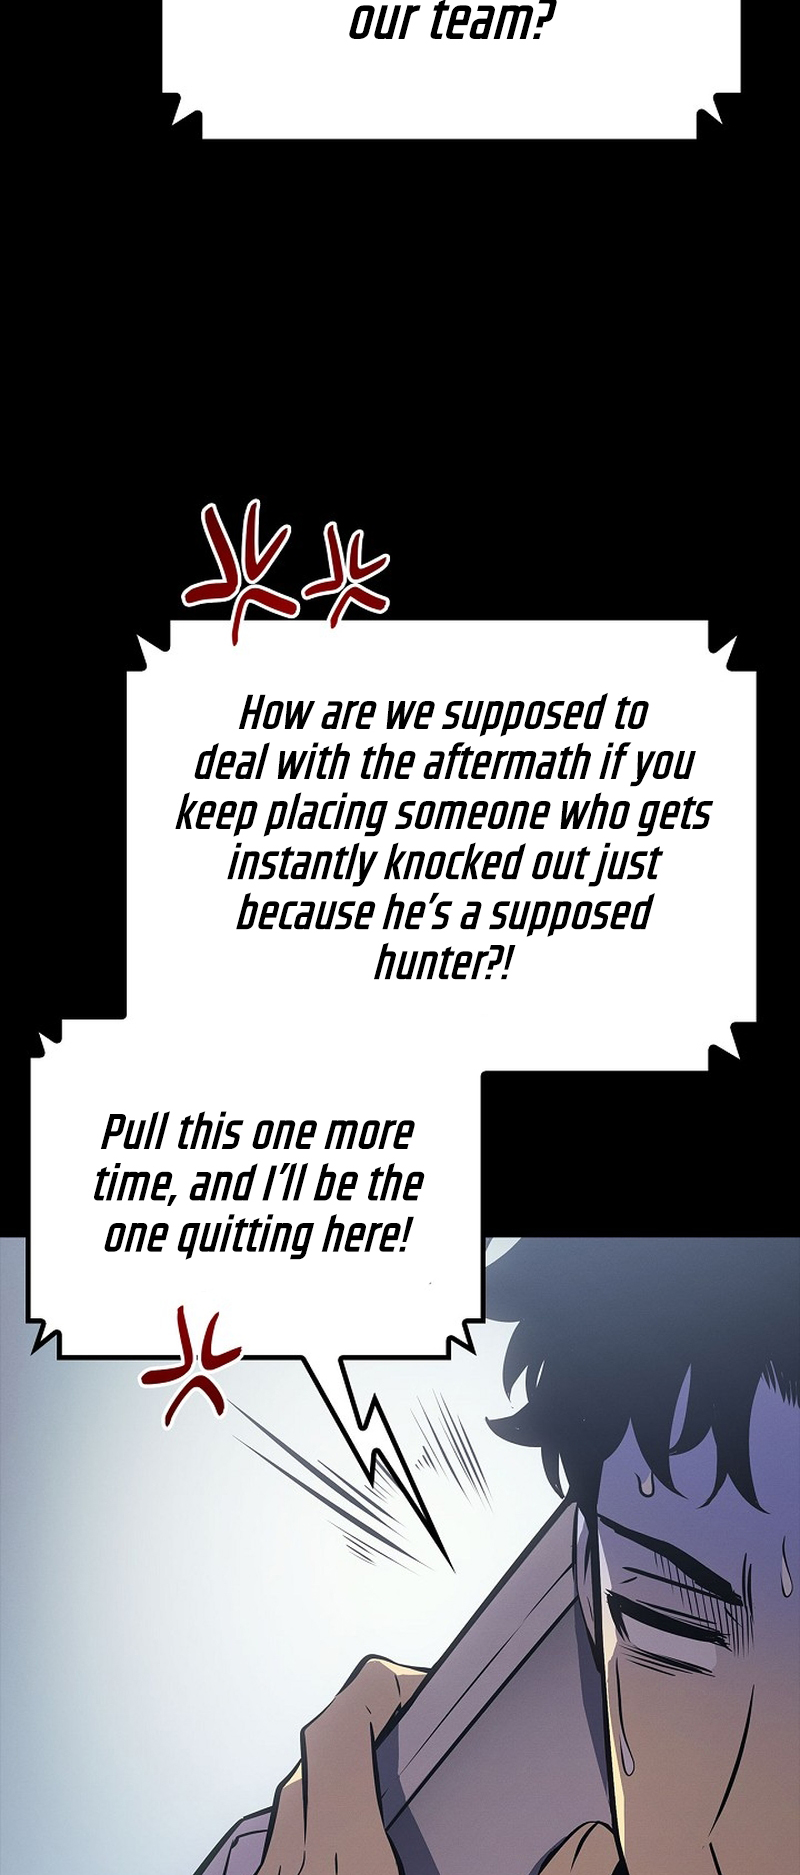 our team?
How are we supposed to
deal with the aftermath if you
keep placing someone who gets
instantly knocked out just
because he's a supposed
hunter?!
Pull this one more
time, and I'll be the
one quitting here!